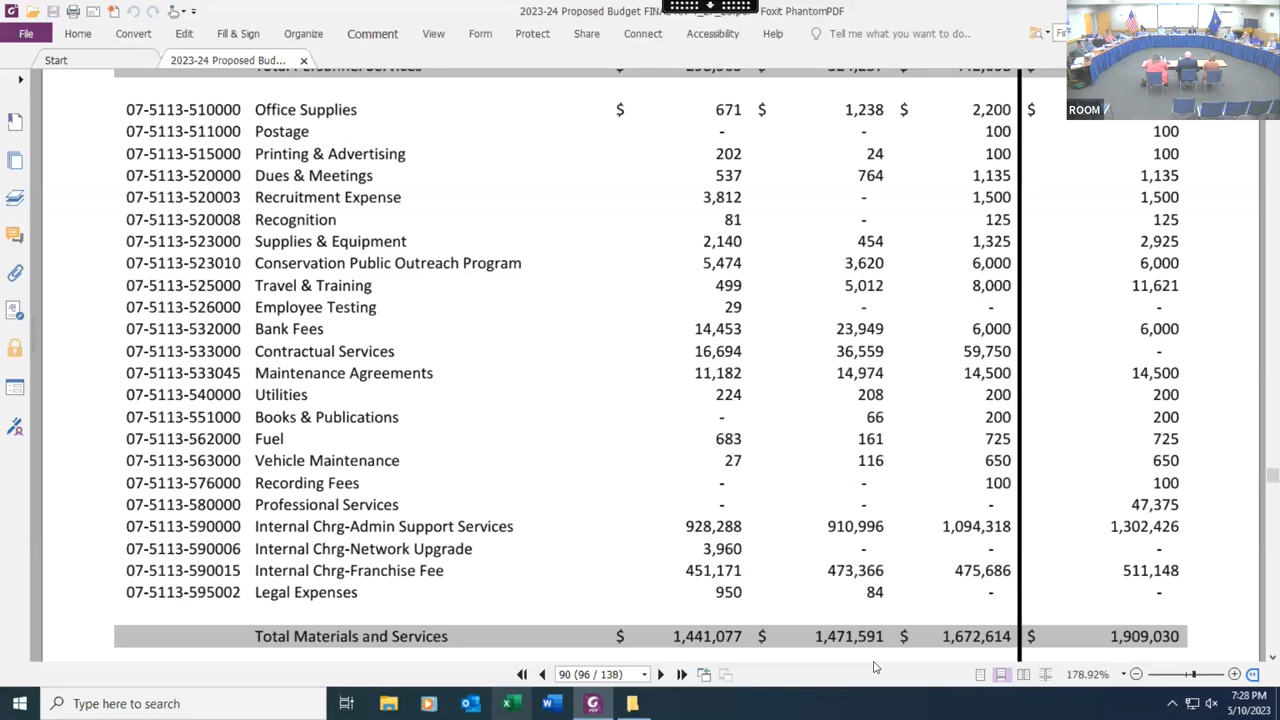 2023-24 Proposed Budget FINAL
Foxit PhantomPDF
File Home Convert Edit Fill & Sign Organize Comment View Form Protect Share Connect Accessibility Help Tell me what you want to do..
Start 2023-24 Proposed Bud...
$ $ $ $
07-5113-510000 Office Supplies $ 671 $ 1,238 $ 2,200 $
07-5113-511000 Postage - - 100 100
07-5113-515000 Printing & Advertising 202 24 100 100
07-5113-520000 Dues & Meetings 537 764 1,135 1,135
07-5113-520003 Recruitment Expense 3,812 - 1,500 1,500
07-5113-520008 Recognition 81 - 125 125
07-5113-523000 Supplies & Equipment 2,140 454 1,325 2,925
07-5113-523010 Conservation Public Outreach Program 5,474 3,620 6,000 6,000
07-5113-525000 Travel & Training 499 5,012 8,000 11,621
07-5113-526000 Employee Testing 29 - - -
07-5113-532000 Bank Fees 14,453 23,949 6,000 6,000
07-5113-533000 Contractual Services 16,694 36,559 59,750 -
07-5113-533045 Maintenance Agreements 11,182 14,974 14,500 14,500
07-5113-540000 Utilities 224 208 200 200
07-5113-551000 Books & Publications - 66 200 200
07-5113-562000 Fuel 683 161 725 725
07-5113-563000 Vehicle Maintenance 27 116 650 650
07-5113-576000 Recording Fees - - 100 100
07-5113-580000 Professional Services - - - 47,375
07-5113-590000 Internal Chrg-Admin Support Services 928,288 910,996 1,094,318 1,302,426
07-5113-590006 Internal Chrg-Network Upgrade 3,960 - - -
07-5113-590015 Internal Chrg-Franchise Fee 451,171 473,366 475,686 511,148
07-5113-595002 Legal Expenses 950 84 - -
Total Materials and Services $ 1,441,077 $ 1,471,591 $ 1,672,614 $ 1,909,030
ROOM
90 (96 / 138)
178.92%
Type here to search
7:28 PM
5/10/2023